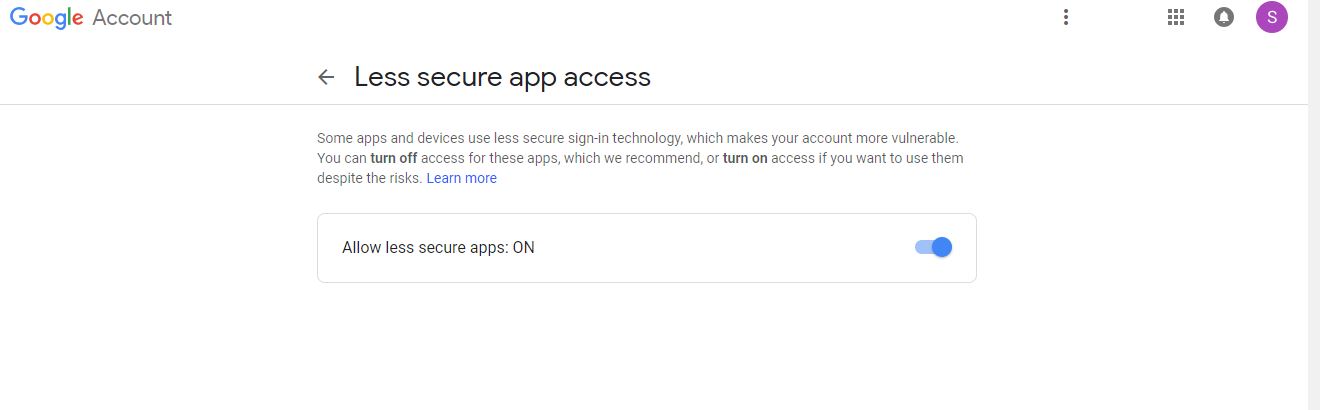 Google Account
S
Less secure app access
Some apps and devices use less secure sign-in technology, which makes your account more vulnerable.
You can turn off access for these apps, which we recommend, or turn on access if you want to use them
despite the risks. Learn more
Allow less secure apps: ON